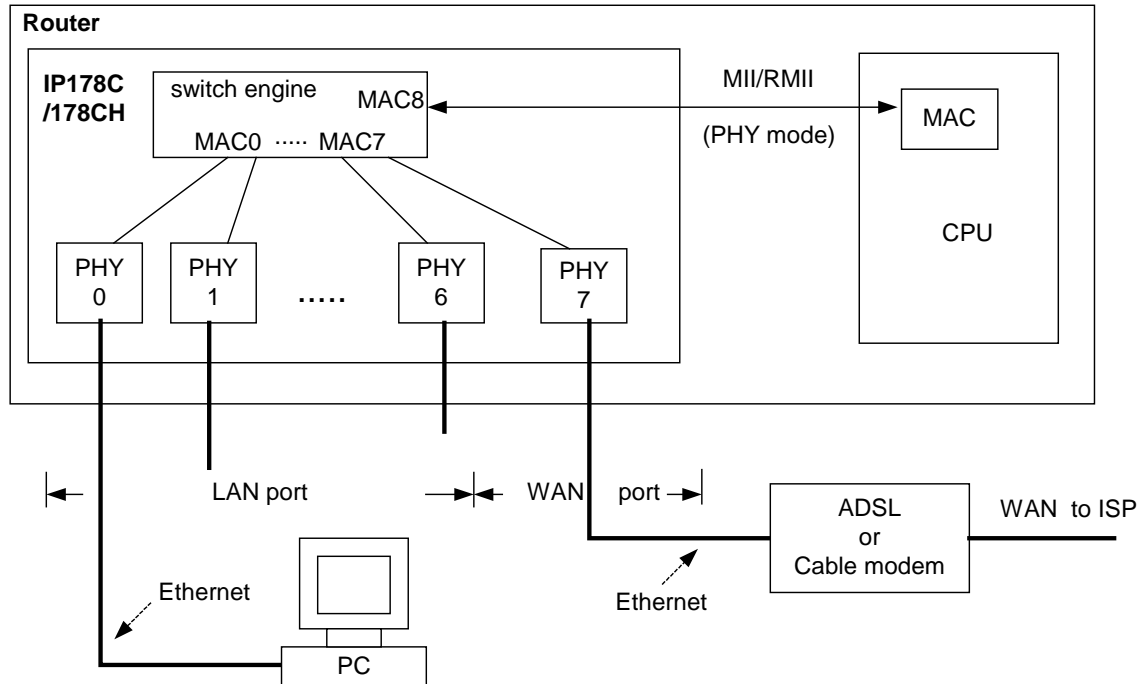 Router
IP178C
/178CH
switch engine
MAC8
MAC0 ..... MAC7
MII/RMII
(PHY mode)
MAC
CPU
PHY
0
PHY
1
.....
PHY
6
PHY
7
LAN port
WAN port
ADSL
or
Cable modem
WAN to ISP
Ethernet
Ethernet
PC